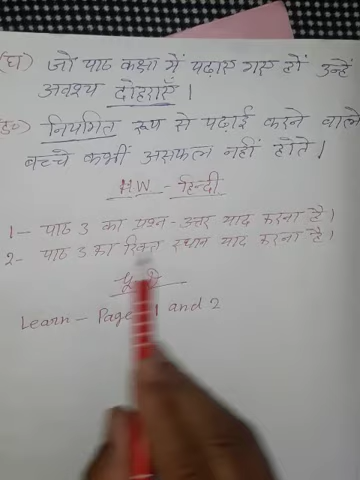 (घ) जो पाठ कक्षा में पढ़ाए गए हों उन्हें
अवश्य दोहराएँ।
(ङ) नियमित रूप से पढ़ाई करने वाले
बच्चे कभी असफल नहीं होते।
HW - हिन्दी
1- पाठ 3 का प्रश्न-उत्तर याद करना है।
2- पाठ 3 का रिक्त स्थान याद करना है।
Learn - Page 1 and 2